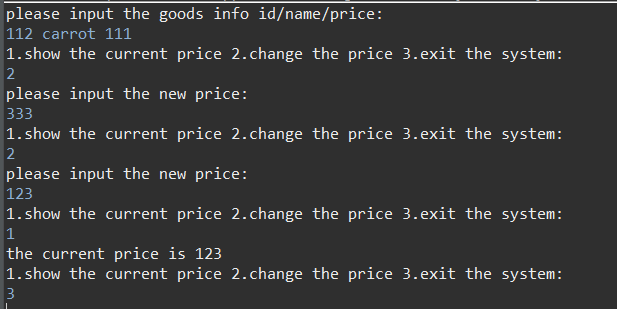 please input the goods info id/name/price:
112 carrot 111
1.show the current price 2.change the price 3.exit the system:
2
please input the new price:
333
1.show the current price 2.change the price 3.exit the system:
2
please input the new price:
123
1.show the current price 2.change the price 3.exit the system:
1
the current price is 123
1.show the current price 2.change the price 3.exit the system:
3